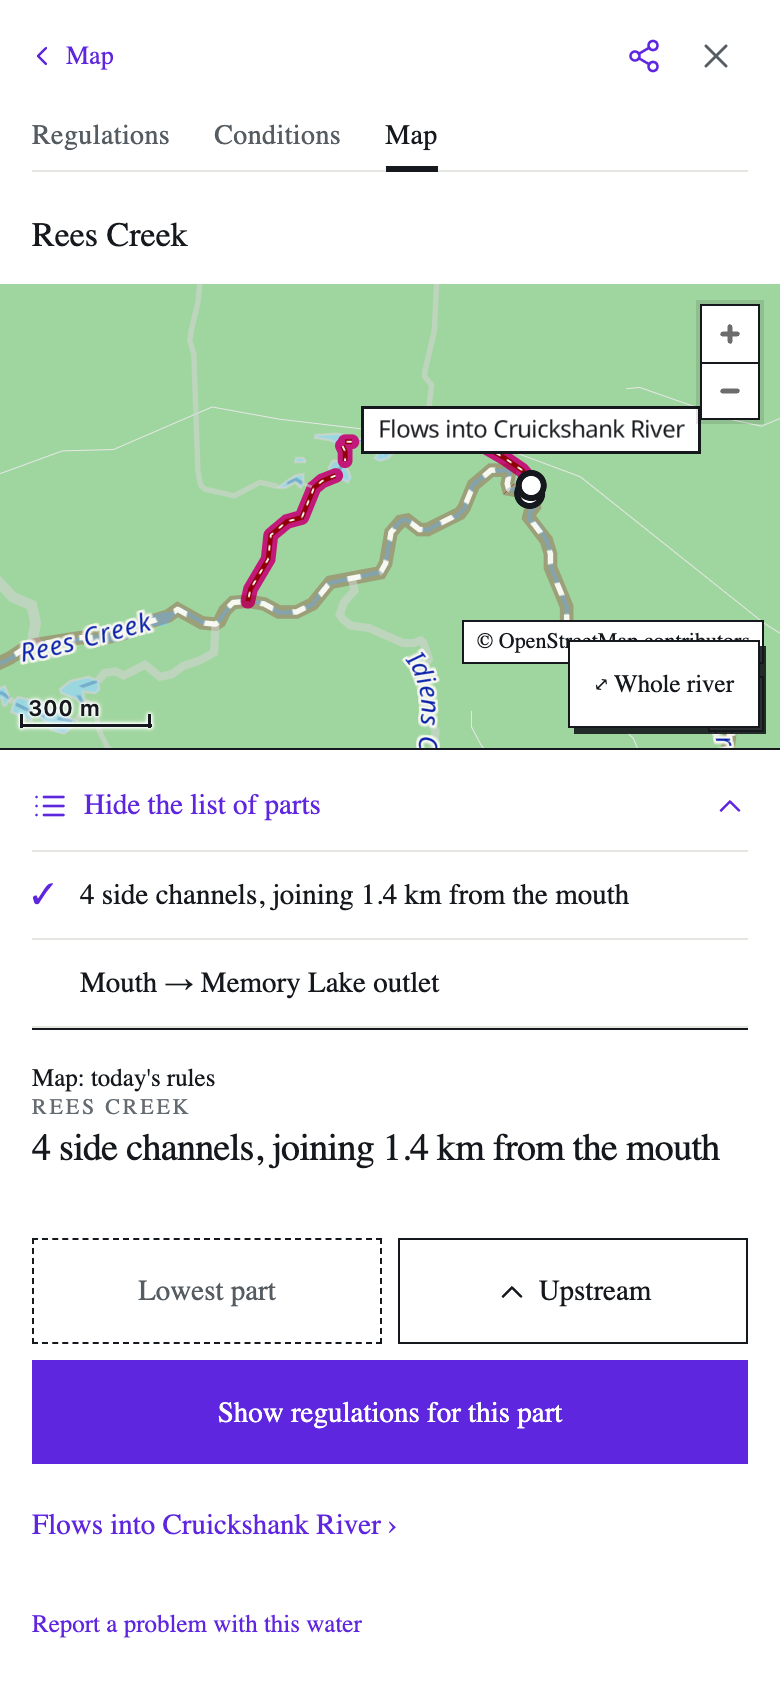 Map
Regulations
Conditions
Map
Rees Creek
+
−
Flows into Cruickshank River
Rees Creek
© OpenStreetMap contributors
Idiens C
⤢ Whole river
300 m
r
Hide the list of parts
✓ 4 side channels, joining 1.4 km from the mouth
Mouth → Memory Lake outlet
Map: today's rules
REES CREEK
4 side channels, joining 1.4 km from the mouth
Lowest part
Upstream
Show regulations for this part
Flows into Cruickshank River ›
Report a problem with this water